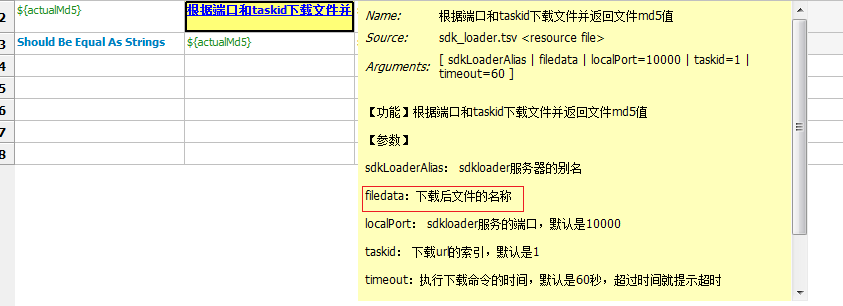 2 ${actualMd5} 根据端口和taskid下载文件并
3 Should Be Equal As Strings ${actualMd5}
4
5
6
7
8
Name: 根据端口和taskid下载文件并返回文件md5值
Source: sdk_loader.tsv <resource file>
Arguments: [ sdkLoaderAlias | filedata | localPort=10000 | taskid=1 |
timeout=60 ]
【功能】根据端口和taskid下载文件并返回文件md5值
【参数】
sdkLoaderAlias： sdkloader服务器的别名
filedata：下载后文件的名称
localPort： sdkloader服务的端口，默认是10000
taskid： 下载url的索引，默认是1
timeout：执行下载命令的时间，默认是60秒，超过时间就提示超时